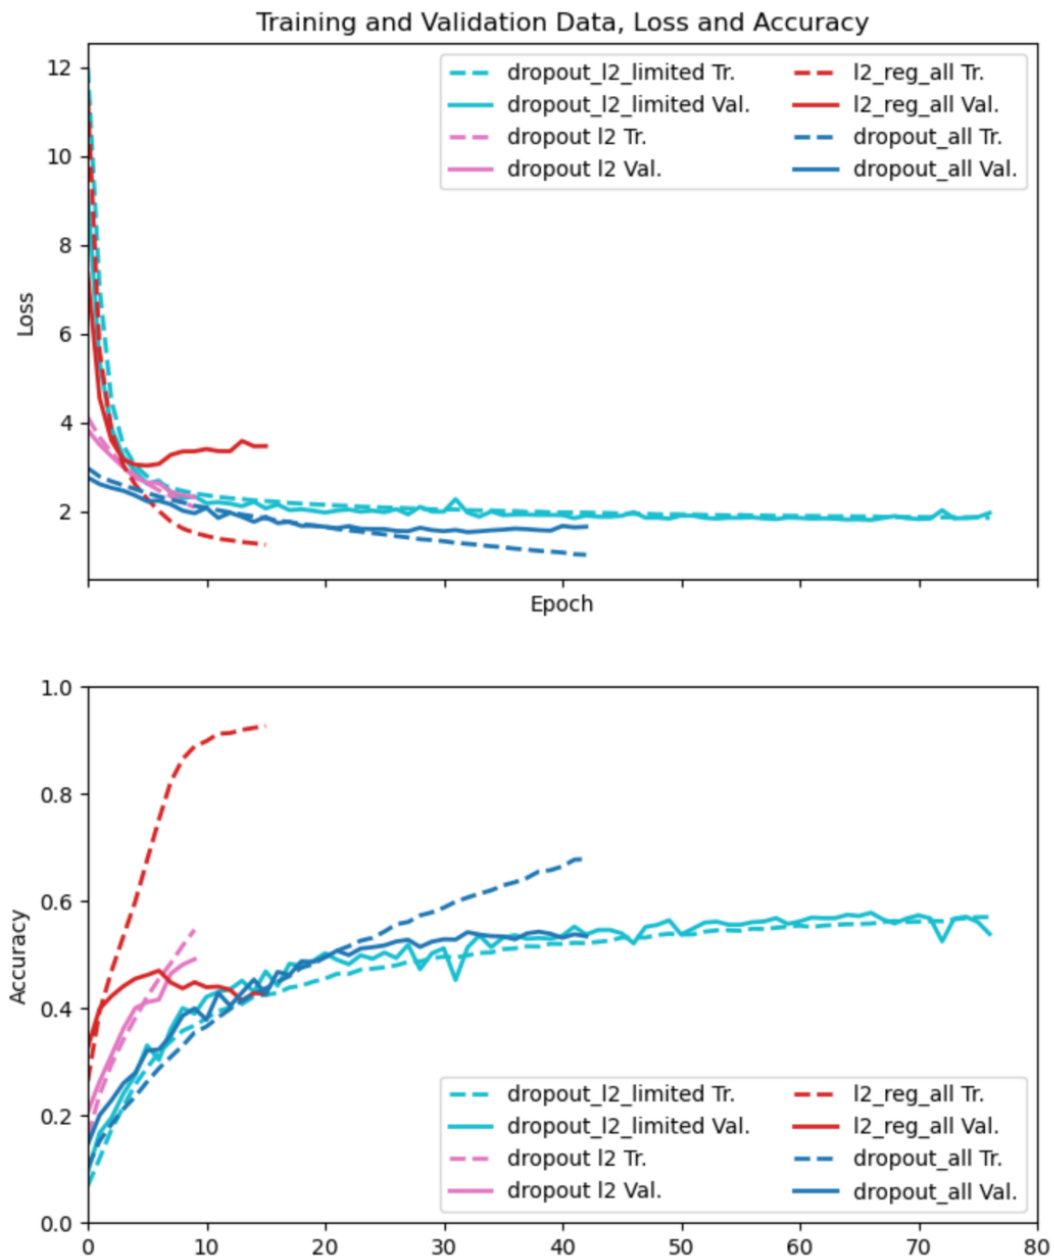 Training and Validation Data, Loss and Accuracy
12
10
8
6
4
2
Loss
dropout_l2_limited Tr.
dropout_l2_limited Val.
dropout l2 Tr.
dropout l2 Val.
l2_reg_all Tr.
l2_reg_all Val.
dropout_all Tr.
dropout_all Val.
Epoch
1.0
0.8
0.6
0.4
0.2
0.0
Accuracy
dropout_l2_limited Tr.
dropout_l2_limited Val.
dropout l2 Tr.
dropout l2 Val.
l2_reg_all Tr.
l2_reg_all Val.
dropout_all Tr.
dropout_all Val.
0 10 20 30 40 50 60 70 80